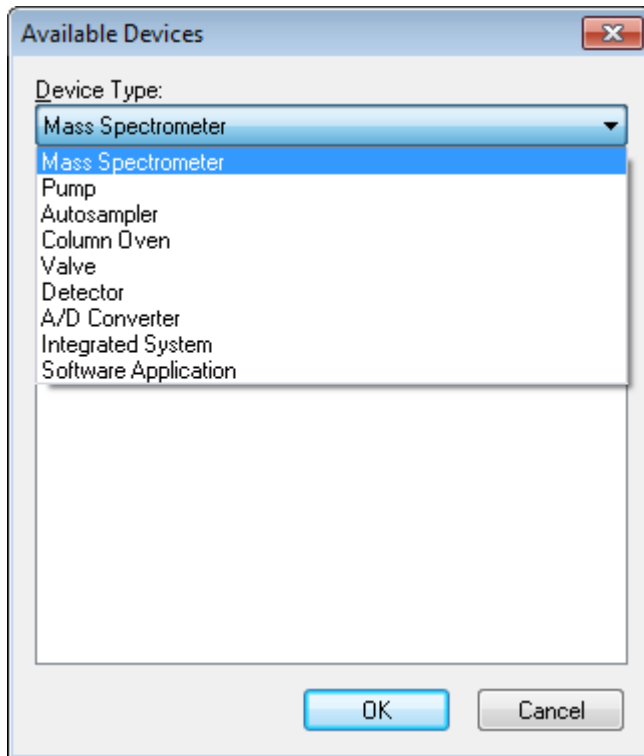 Available Devices
Device Type:
Mass Spectrometer
Mass Spectrometer
Pump
Autosampler
Column Oven
Valve
Detector
A/D Converter
Integrated System
Software Application
OK
Cancel